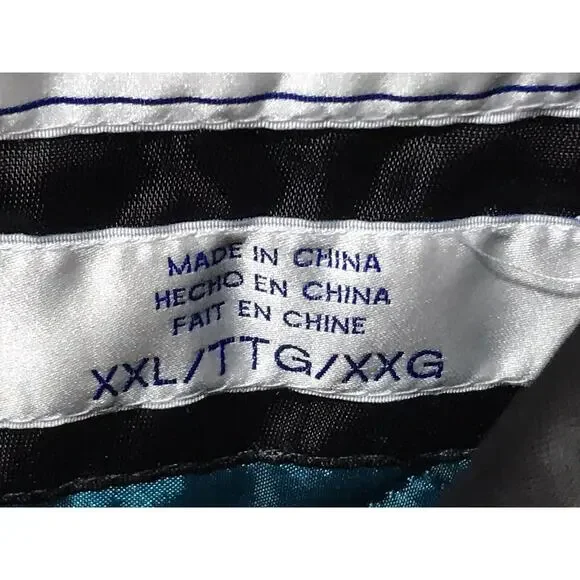 MADE IN CHINA
HECHO EN CHINA
FAIT EN CHINE
XXL/TTG/XXG